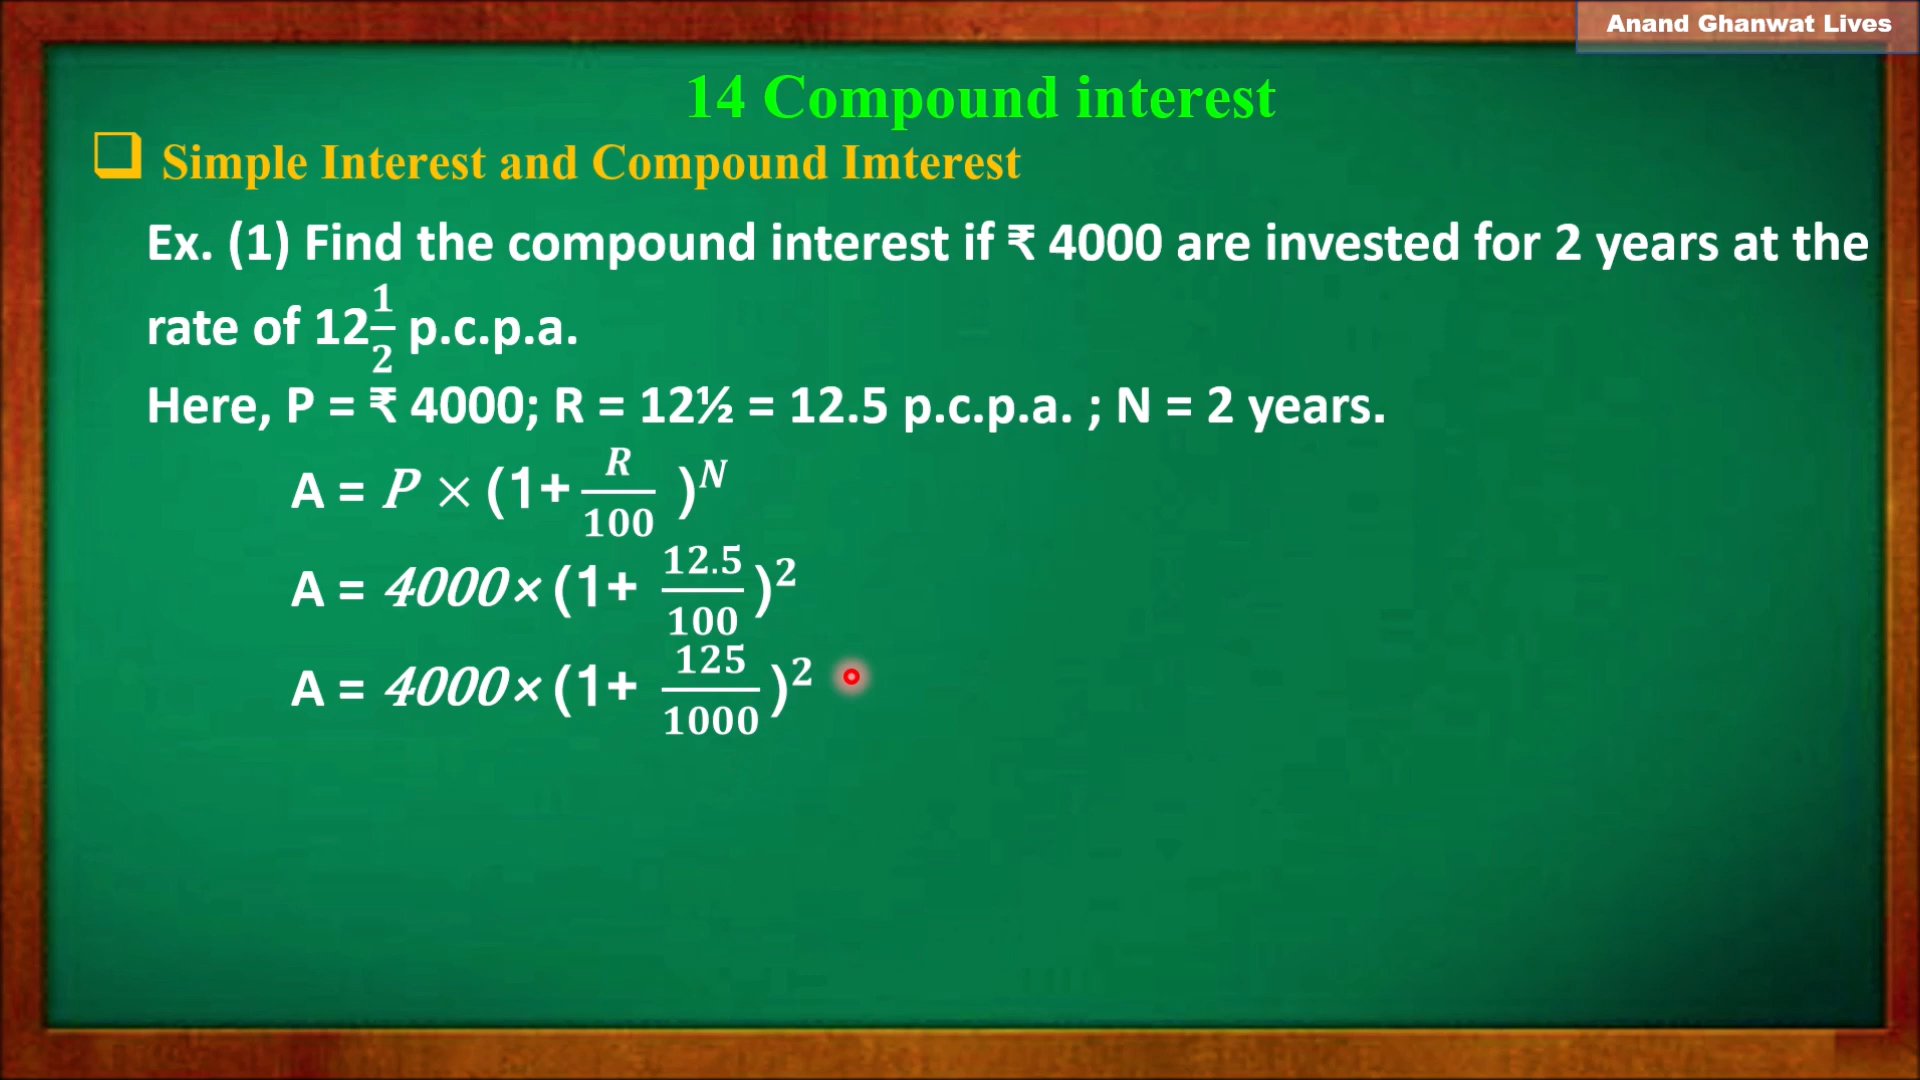 Anand Ghanwat Lives
14 Compound interest
❑ Simple Interest and Compound Imterest
Ex. (1) Find the compound interest if ₹ 4000 are invested for 2 years at the
rate of 12 1/2 p.c.p.a.
Here, P = ₹ 4000; R = 12½ = 12.5 p.c.p.a. ; N = 2 years.
A = P × (1+ R/100 )^N
A = 4000× (1+ 12.5/100 )^2
A = 4000× (1+ 125/1000 )^2